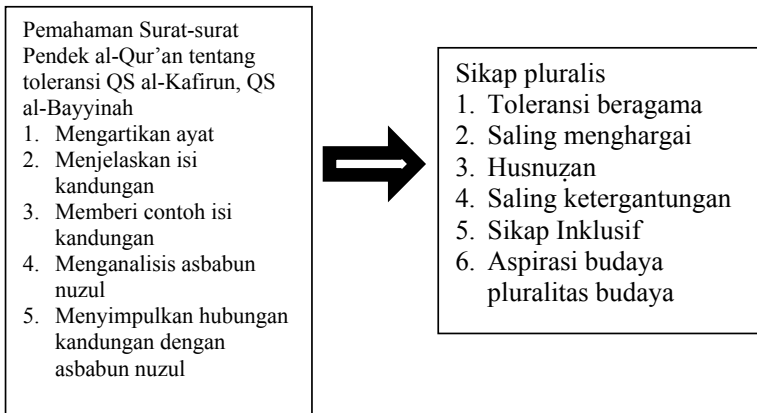 Pemahaman Surat-surat
Pendek al-Qur’an tentang
toleransi QS al-Kafirun, QS
al-Bayyinah
1. Mengartikan ayat
2. Menjelaskan isi
kandungan
3. Memberi contoh isi
kandungan
4. Menganalisis asbabun
nuzul
5. Menyimpulkan hubungan
kandungan dengan
asbabun nuzul
Sikap pluralis
1. Toleransi beragama
2. Saling menghargai
3. Husnuẓan
4. Saling ketergantungan
5. Sikap Inklusif
6. Aspirasi budaya
pluralitas budaya